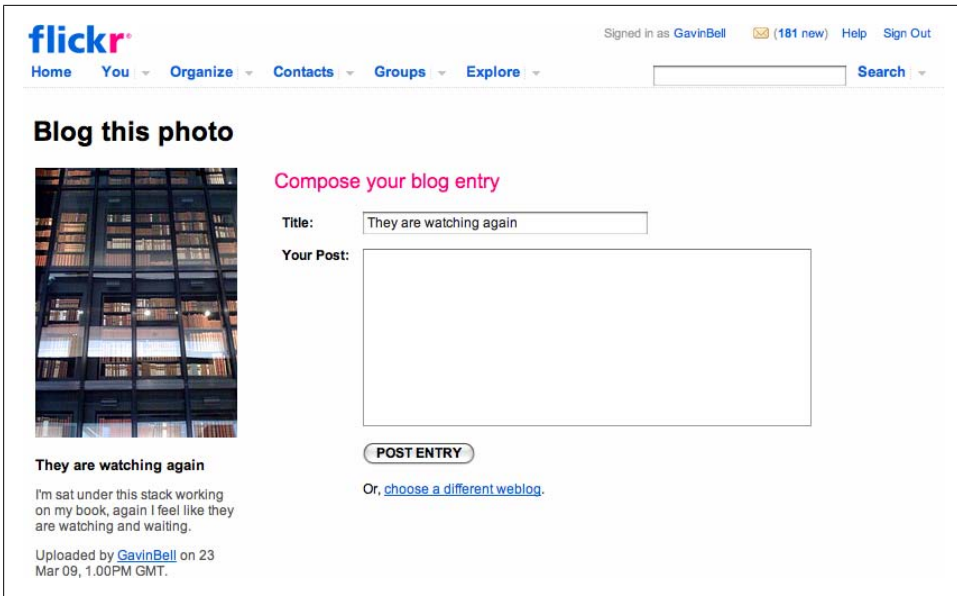 flickr
Signed in as GavinBell (181 new) Help Sign Out
Home You Organize Contacts Groups Explore Search
Blog this photo
Compose your blog entry
Title: They are watching again
Your Post:
POST ENTRY
Or, choose a different weblog.
They are watching again
I'm sat under this stack working
on my book, again I feel like they
are watching and waiting.
Uploaded by GavinBell on 23
Mar 09, 1.00PM GMT.